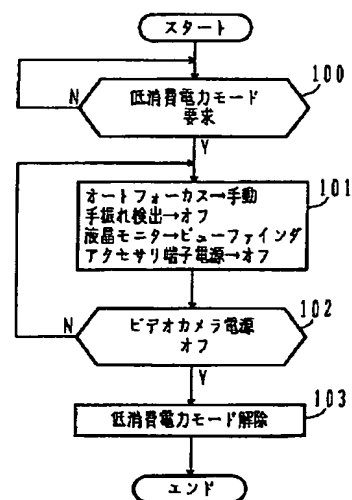 スタート
100
N
低消費電力モード
要求
Y
101
オートフォーカス→手動
手振れ検出→オフ
液晶モニタ→ビューファインダ
アクセサリ端子電源→オフ
102
N
ビデオカメラ電源
オフ
Y
103
低消費電力モード解除
エンド